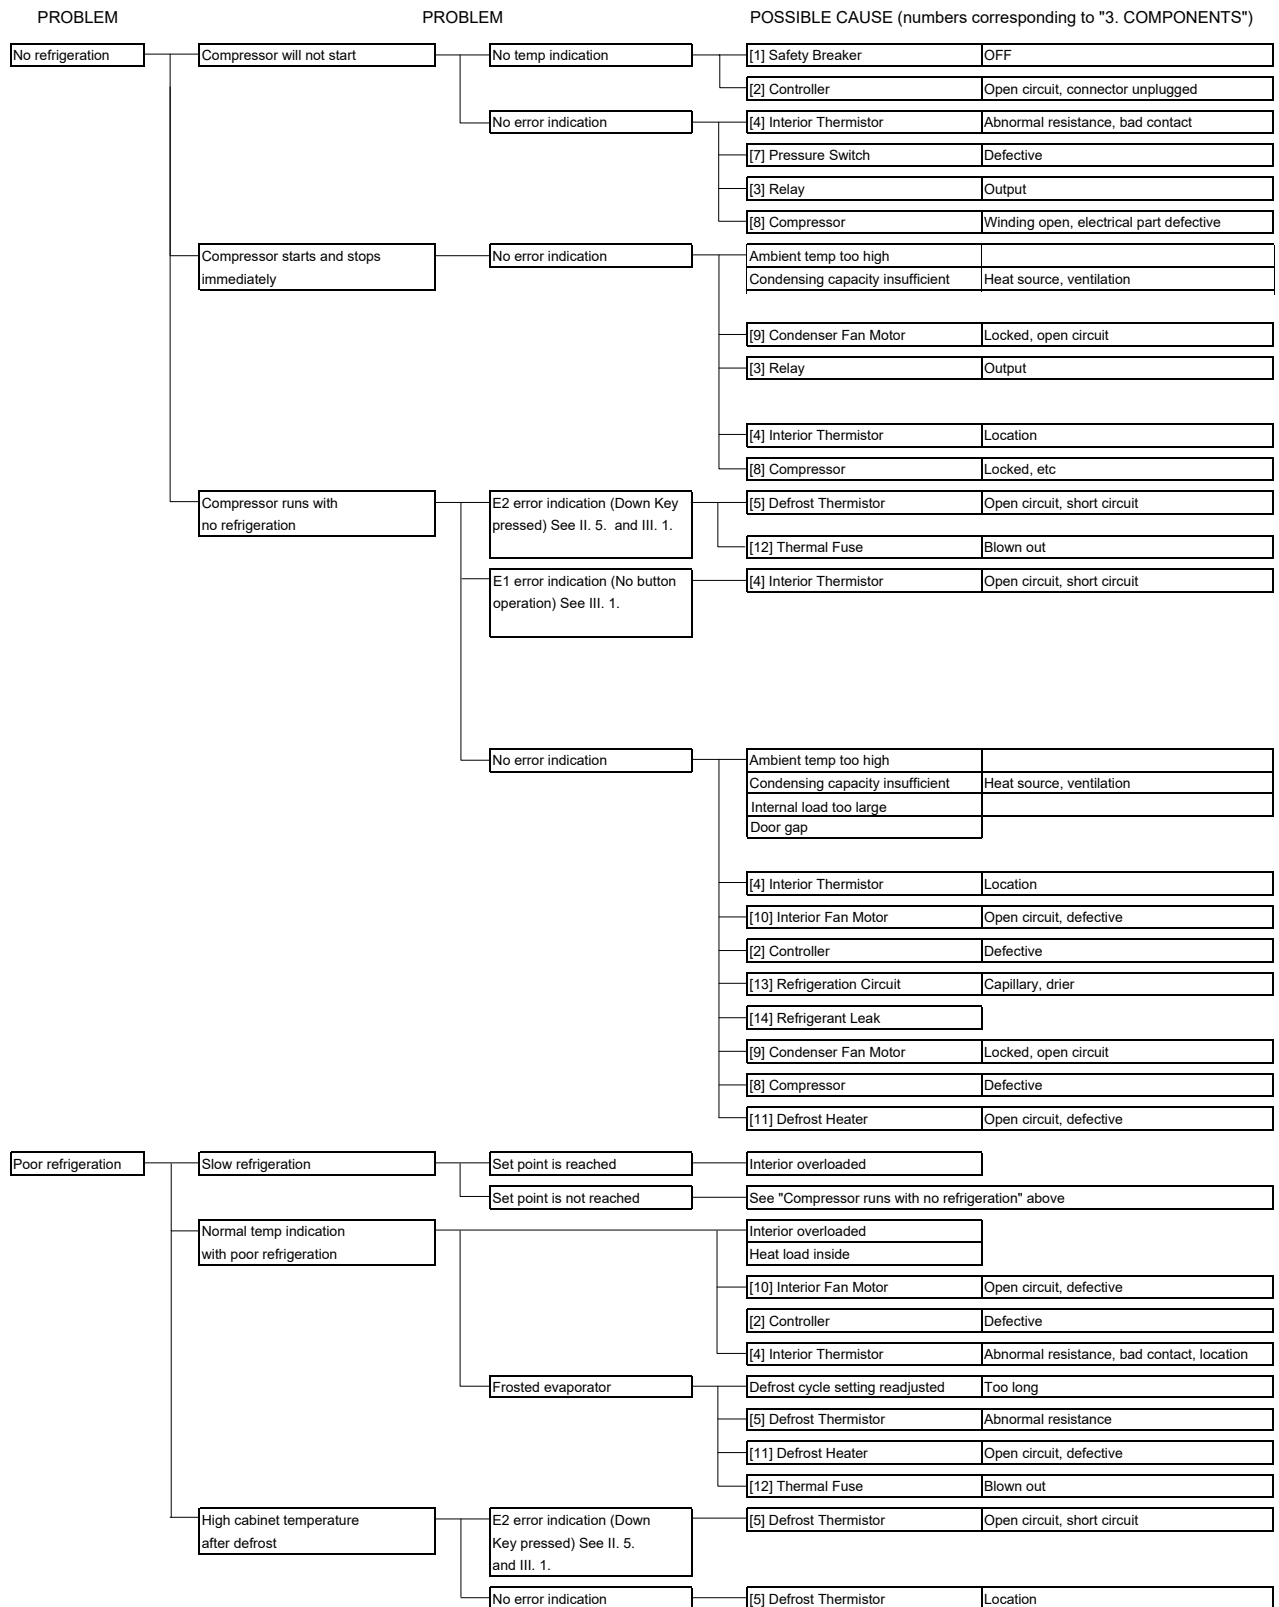 PROBLEM PROBLEM POSSIBLE CAUSE (numbers corresponding to "3. COMPONENTS")
No refrigeration Compressor will not start No temp indication [1] Safety Breaker OFF
[2] Controller Open circuit, connector unplugged
No error indication [4] Interior Thermistor Abnormal resistance, bad contact
[7] Pressure Switch Defective
[3] Relay Output
[8] Compressor Winding open, electrical part defective
Compressor starts and stops No error indication Ambient temp too high
immediately Condensing capacity insufficient Heat source, ventilation
[9] Condenser Fan Motor Locked, open circuit
[3] Relay Output
[4] Interior Thermistor Location
[8] Compressor Locked, etc
Compressor runs with E2 error indication (Down Key [5] Defrost Thermistor Open circuit, short circuit
no refrigeration pressed) See II. 5. and III. 1.
[12] Thermal Fuse Blown out
E1 error indication (No button [4] Interior Thermistor Open circuit, short circuit
operation) See III. 1.
No error indication Ambient temp too high
Condensing capacity insufficient Heat source, ventilation
Internal load too large
Door gap
[4] Interior Thermistor Location
[10] Interior Fan Motor Open circuit, defective
[2] Controller Defective
[13] Refrigeration Circuit Capillary, drier
[14] Refrigerant Leak
[9] Condenser Fan Motor Locked, open circuit
[8] Compressor Defective
[11] Defrost Heater Open circuit, defective
Poor refrigeration Slow refrigeration Set point is reached Interior overloaded
Set point is not reached See "Compressor runs with no refrigeration" above
Normal temp indication Interior overloaded
with poor refrigeration Heat load inside
[10] Interior Fan Motor Open circuit, defective
[2] Controller Defective
[4] Interior Thermistor Abnormal resistance, bad contact, location
Frosted evaporator Defrost cycle setting readjusted Too long
[5] Defrost Thermistor Abnormal resistance
[11] Defrost Heater Open circuit, defective
[12] Thermal Fuse Blown out
High cabinet temperature E2 error indication (Down [5] Defrost Thermistor Open circuit, short circuit
after defrost Key pressed) See II. 5.
and III. 1.
No error indication [5] Defrost Thermistor Location